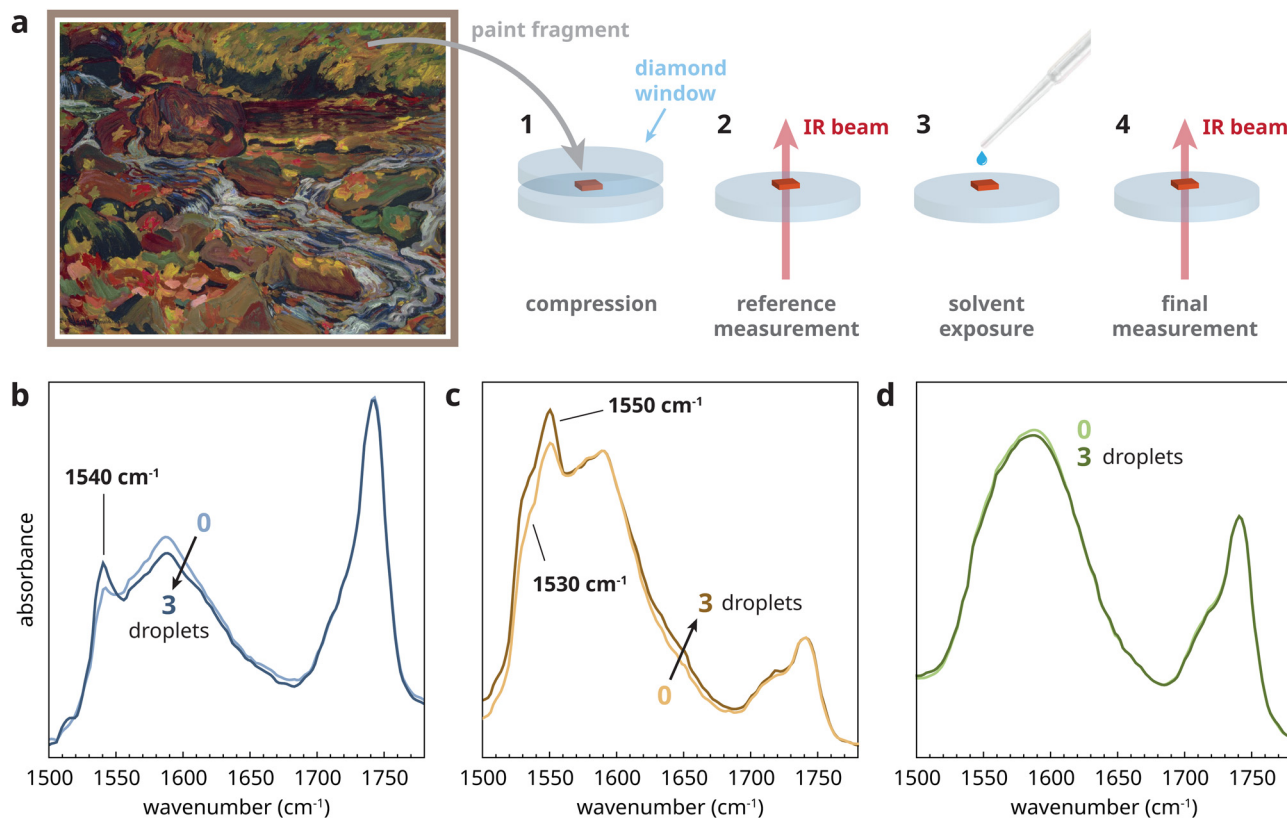 a
paint fragment
diamond
window
1
2
IR beam
3
4
IR beam
compression
reference
measurement
solvent
exposure
final
measurement
b
absorbance
1540 cm⁻¹
0
3
droplets
1500 1550 1600 1650 1700 1750
wavenumber (cm⁻¹)
c
1550 cm⁻¹
1530 cm⁻¹
3 droplets
0
1500 1550 1600 1650 1700 1750
wavenumber (cm⁻¹)
d
0
3 droplets
1500 1550 1600 1650 1700 1750
wavenumber (cm⁻¹)